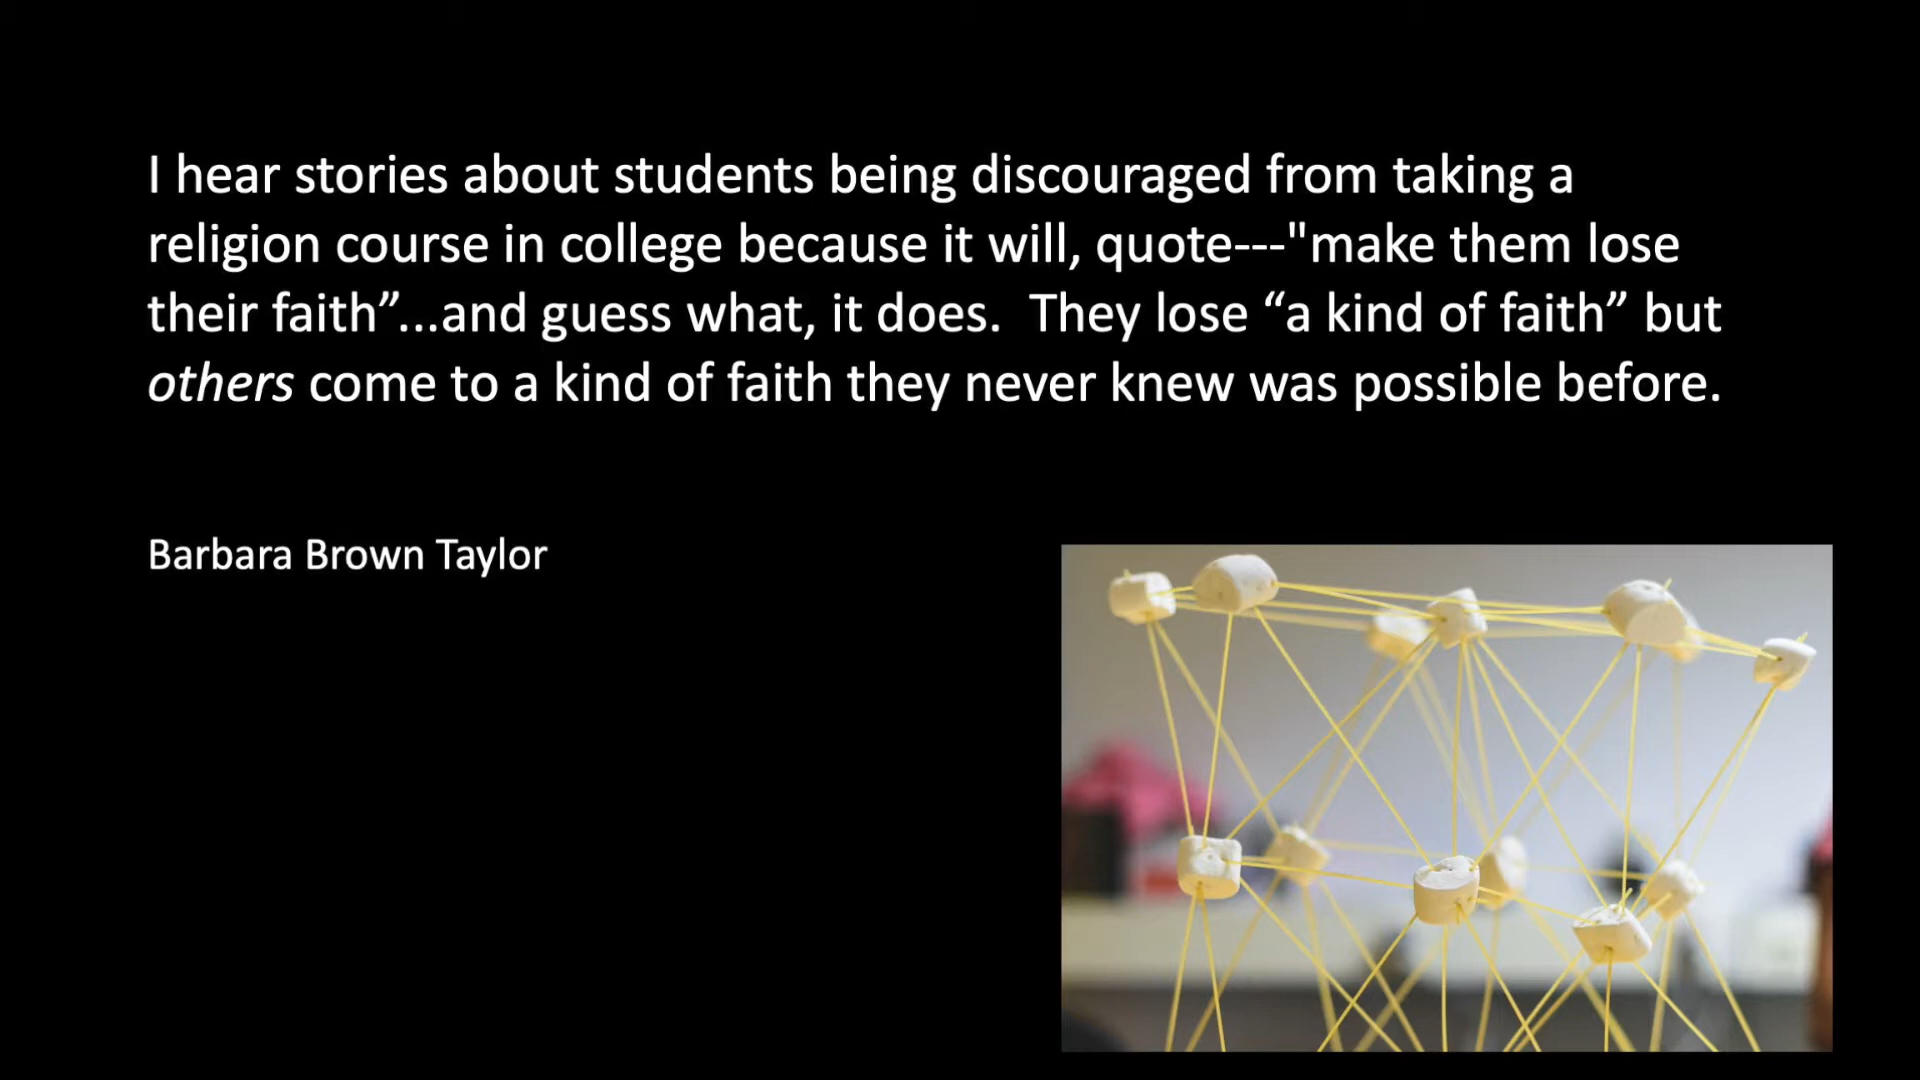 I hear stories about students being discouraged from taking a
religion course in college because it will, quote---"make them lose
their faith”...and guess what, it does.  They lose “a kind of faith” but
others come to a kind of faith they never knew was possible before.
Barbara Brown Taylor